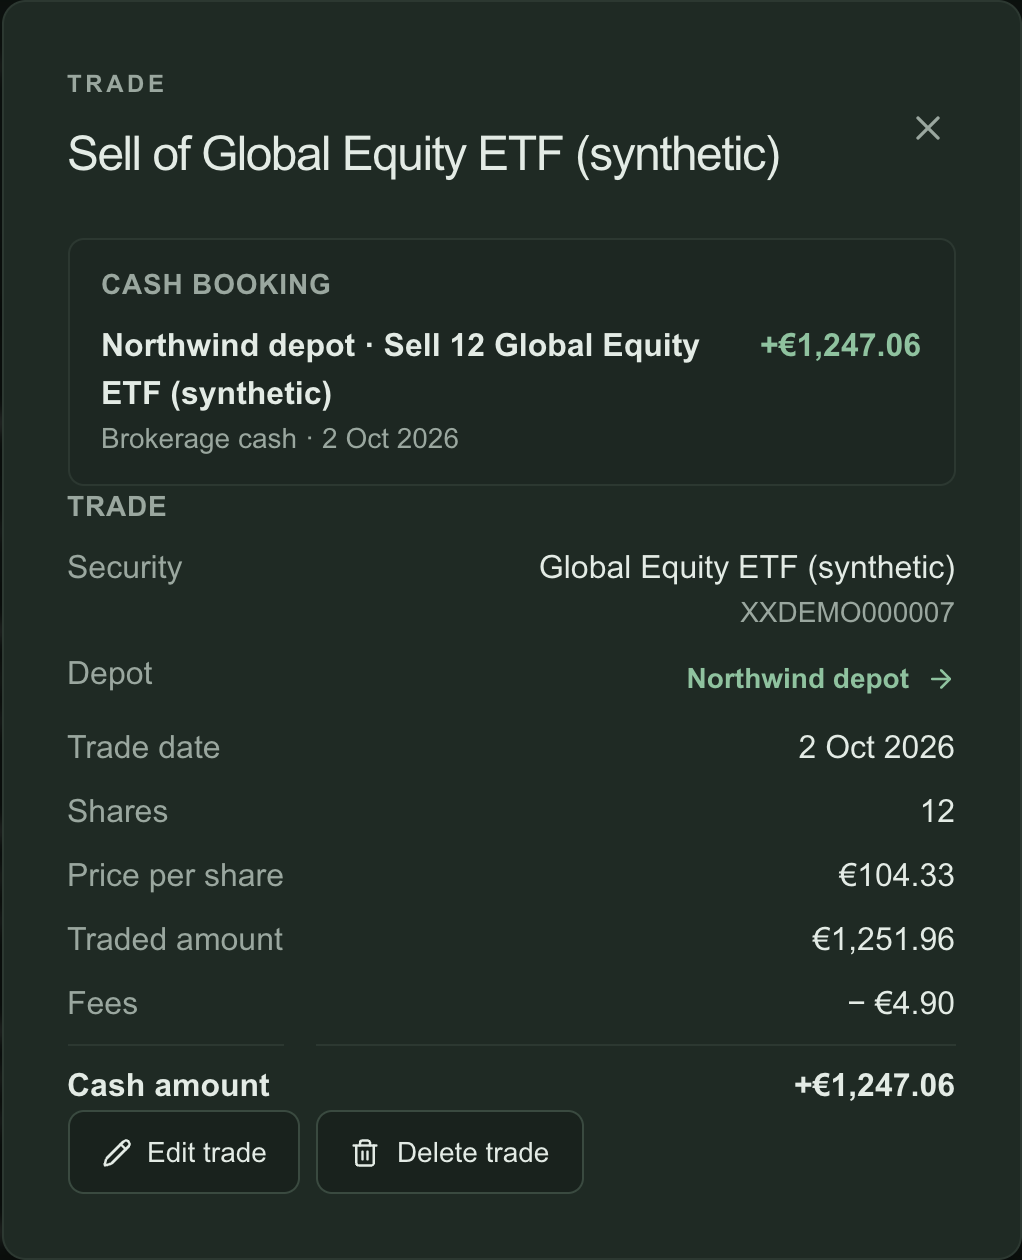 TRADE
Sell of Global Equity ETF (synthetic)
CASH BOOKING
Northwind depot · Sell 12 Global Equity +€1,247.06
ETF (synthetic)
Brokerage cash · 2 Oct 2026
TRADE
Security Global Equity ETF (synthetic)
XXDEMO000007
Depot Northwind depot →
Trade date 2 Oct 2026
Shares 12
Price per share €104.33
Traded amount €1,251.96
Fees − €4.90
Cash amount +€1,247.06
Edit trade Delete trade